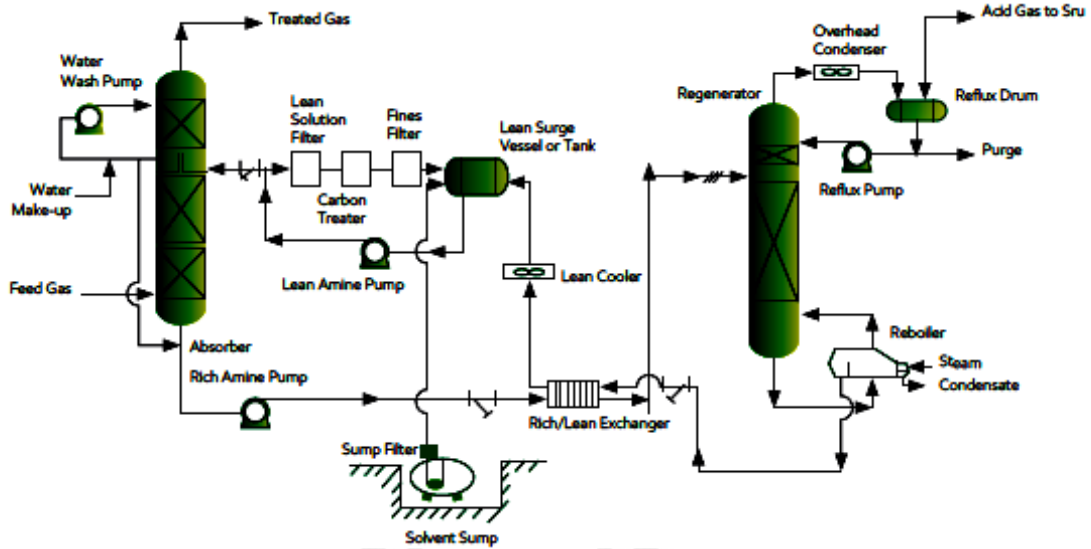 Treated Gas
Acid Gas to Sru
Overhead
Condenser
Water
Wash Pump
Regenerator
Reflux Drum
Lean
Solution
Filter
Fines
Filter
Lean Surge
Vessel or Tank
Purge
Water
Make-up
Carbon
Treater
Reflux Pump
Feed Gas
Lean Amine Pump
Lean Cooler
Absorber
Reboiler
Steam
Condensate
Rich Amine Pump
Rich/Lean Exchanger
Sump Filter
Solvent Sump